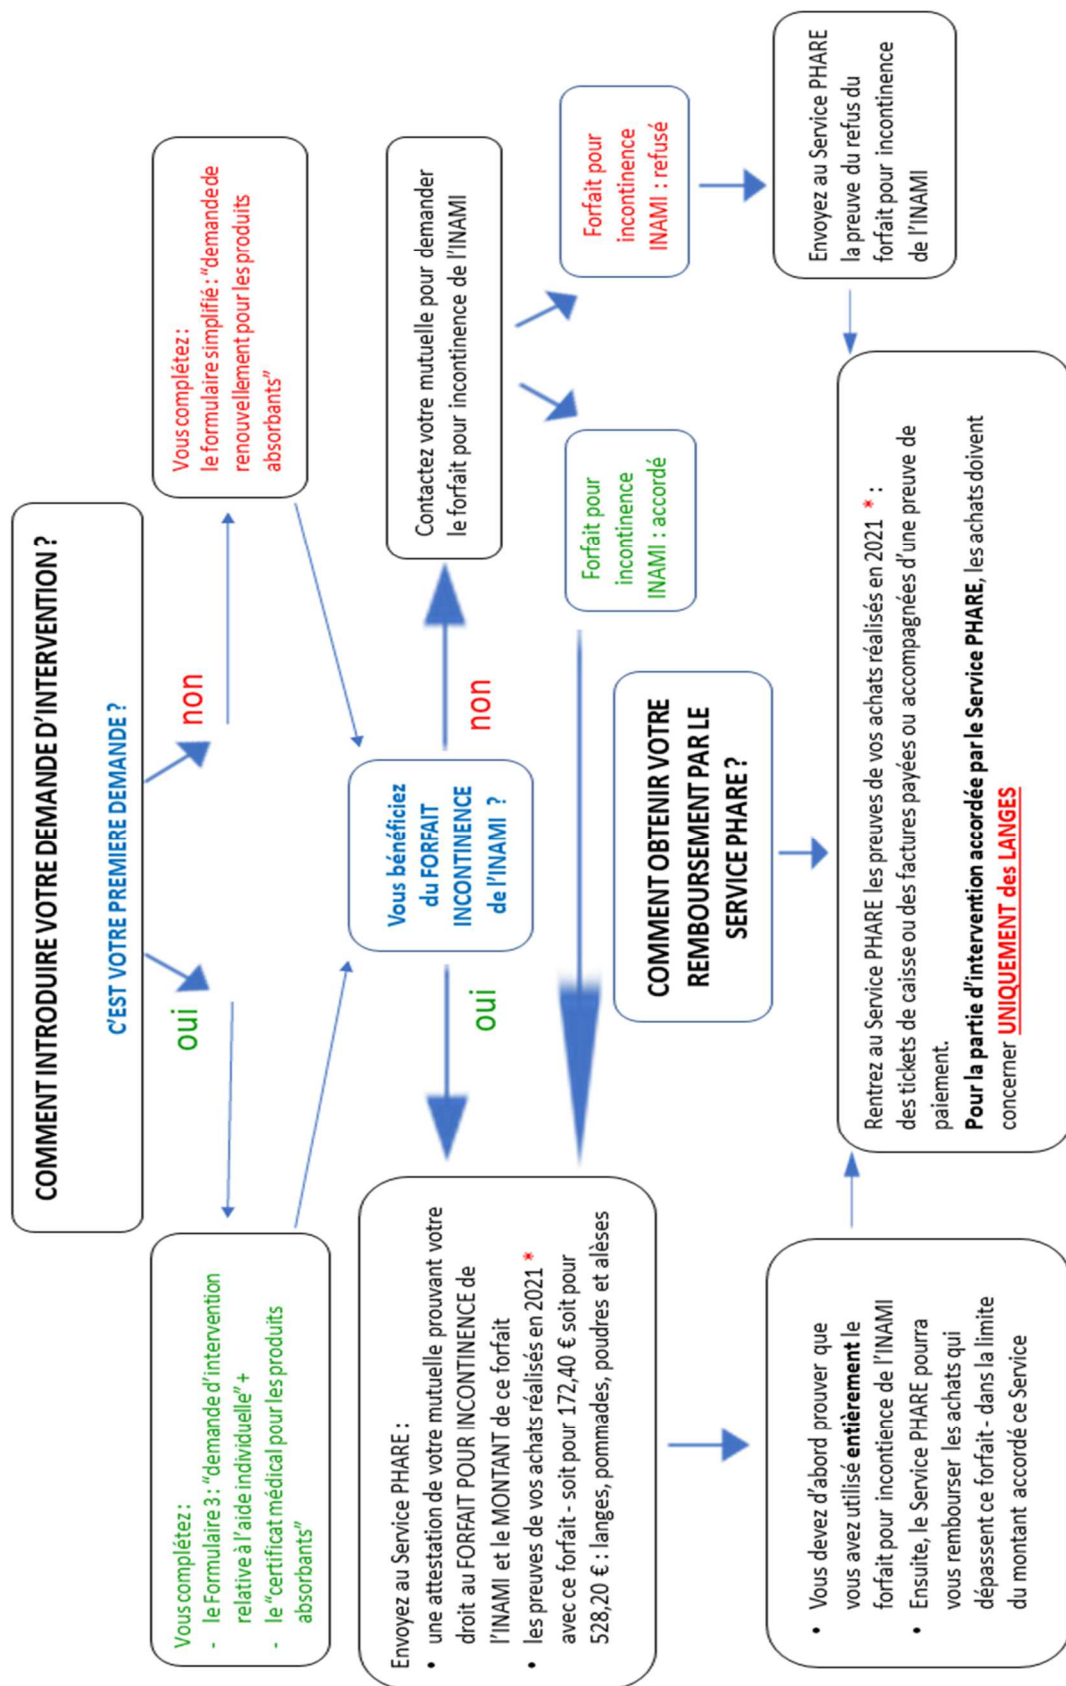 COMMENT INTRODUIRE VOTRE DEMANDE D'INTERVENTION ?
C'EST VOTRE PREMIERE DEMANDE ?
oui
non
Vous complétez :
- le Formulaire 3 : "demande d'intervention
relative à l'aide individuelle" +
- le "certificat médical pour les produits
absorbants"
Vous complétez :
le formulaire simplifié : "demande de
renouvellement pour les produits
absorbants"
Vous bénéficiez
du FORFAIT
INCONTINENCE
de l'INAMI ?
oui
non
Envoyez au Service PHARE :
• une attestation de votre mutuelle prouvant votre
droit au FORFAIT POUR INCONTINENCE de
l'INAMI et le MONTANT de ce forfait
• les preuves de vos achats réalisés en 2021 *
avec ce forfait - soit pour 172,40 € soit pour
528,20 € : langes, pommades, poudres et alèses
Contactez votre mutuelle pour demander
le forfait pour incontinence de l'INAMI
Forfait pour
incontinence
INAMI : accordé
Forfait pour
incontinence
INAMI : refusé
COMMENT OBTENIR VOTRE
REMBOURSEMENT PAR LE
SERVICE PHARE ?
• Vous devez d'abord prouver que
vous avez utilisé entièrement le
forfait pour incontience de l'INAMI
• Ensuite, le Service PHARE pourra
vous rembourser les achats qui
dépassent ce forfait - dans la limite
du montant accordé ce Service
Rentrez au Service PHARE les preuves de vos achats réalisés en 2021 * :
des tickets de caisse ou des factures payées ou accompagnées d'une preuve de
paiement.
Pour la partie d'intervention accordée par le Service PHARE, les achats doivent
concerner UNIQUEMENT des LANGES
Envoyez au Service PHARE
la preuve du refus du
forfait pour incontinence
de l'INAMI